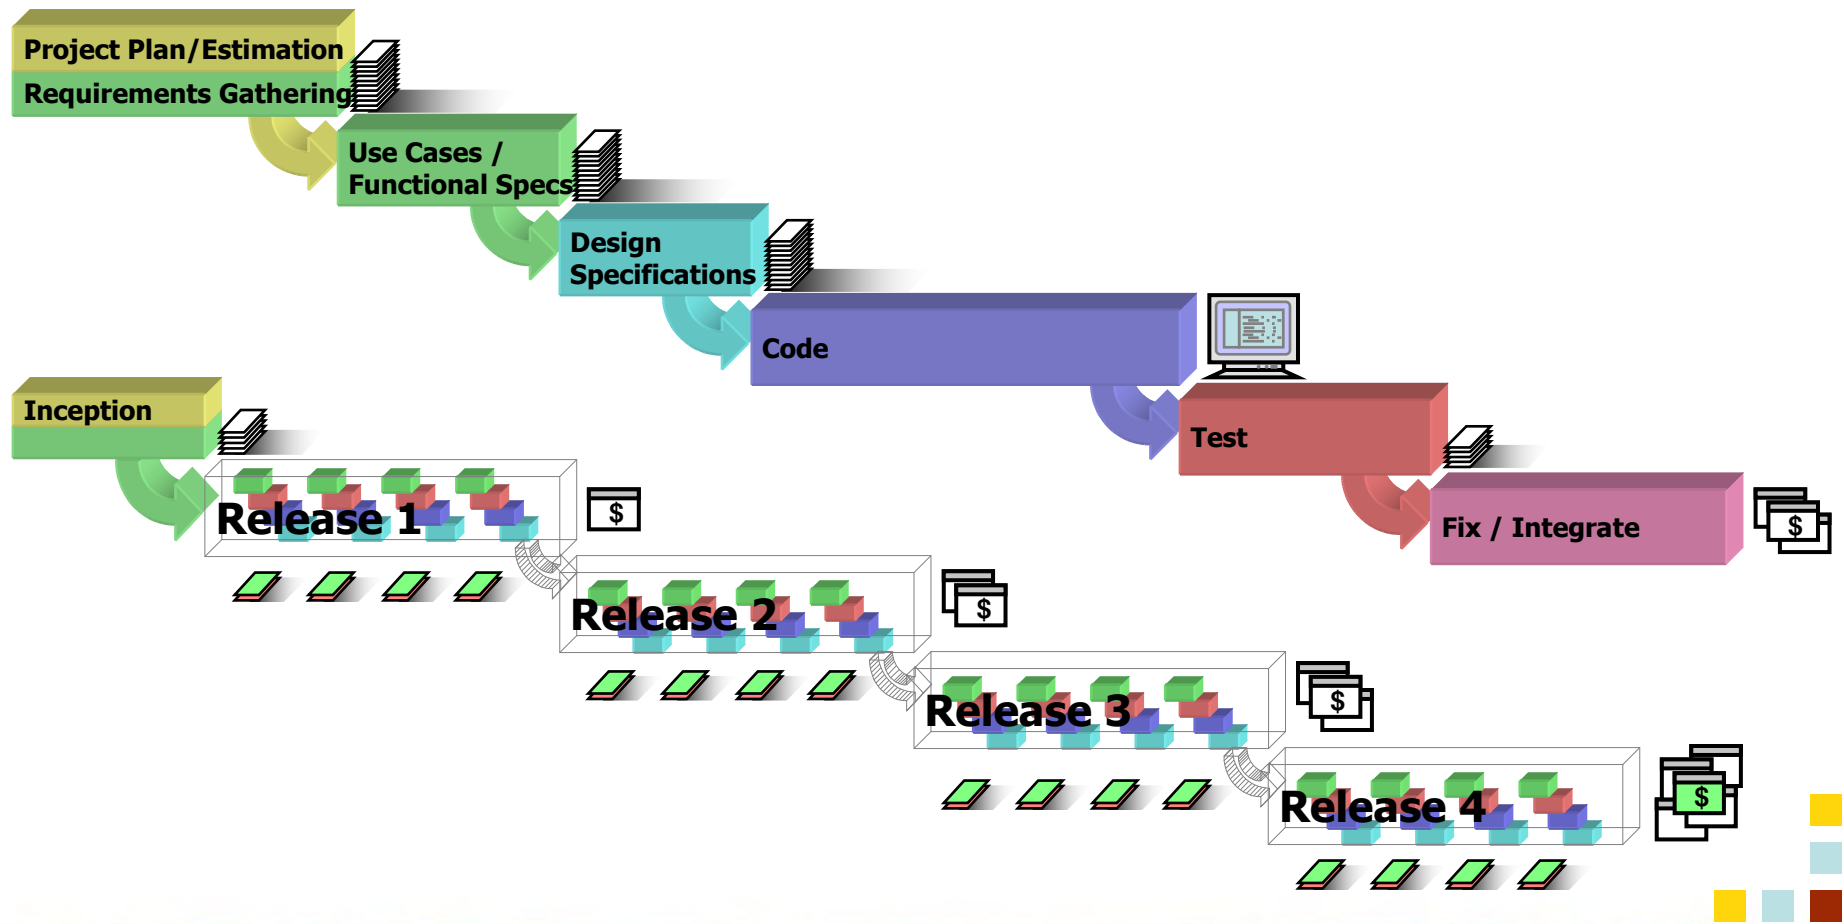 Project Plan/Estimation
Requirements Gathering
Use Cases /
Functional Specs
Design
Specifications
Code
Test
Fix / Integrate
$
Inception
Release 1
$
Release 2
$
Release 3
$
Release 4
$